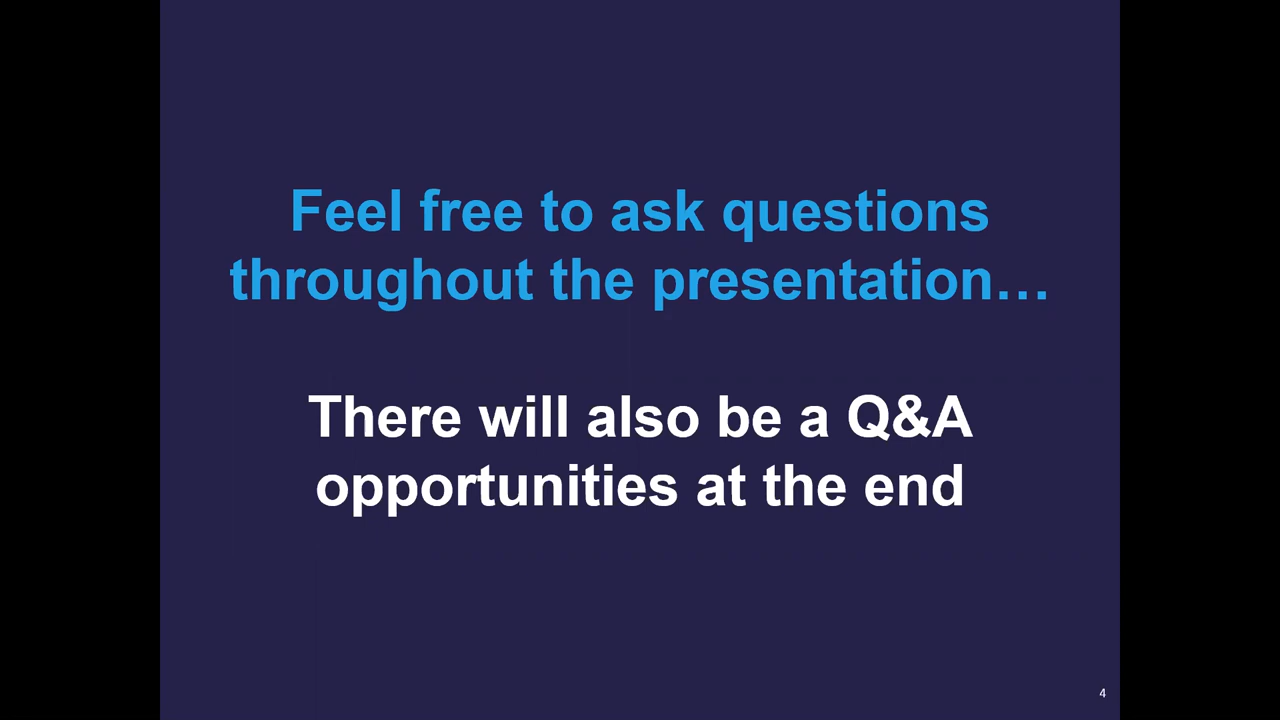 Feel free to ask questions
throughout the presentation…
There will also be a Q&A
opportunities at the end
4